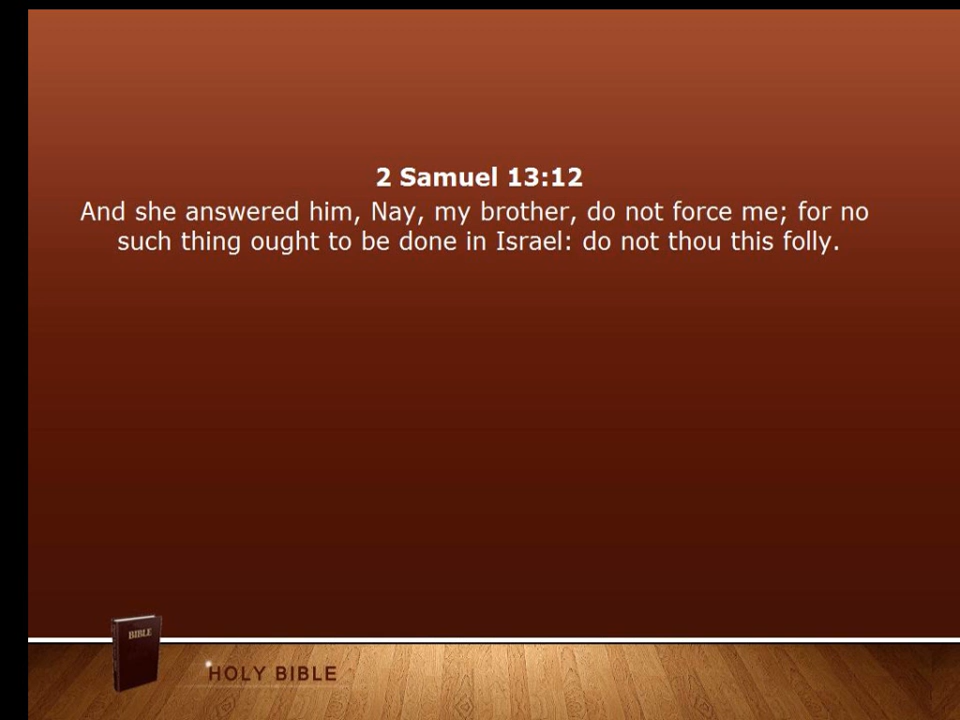 2 Samuel 13:12
And she answered him, Nay, my brother, do not force me; for no
such thing ought to be done in Israel: do not thou this folly.
BIBLE
HOLY BIBLE